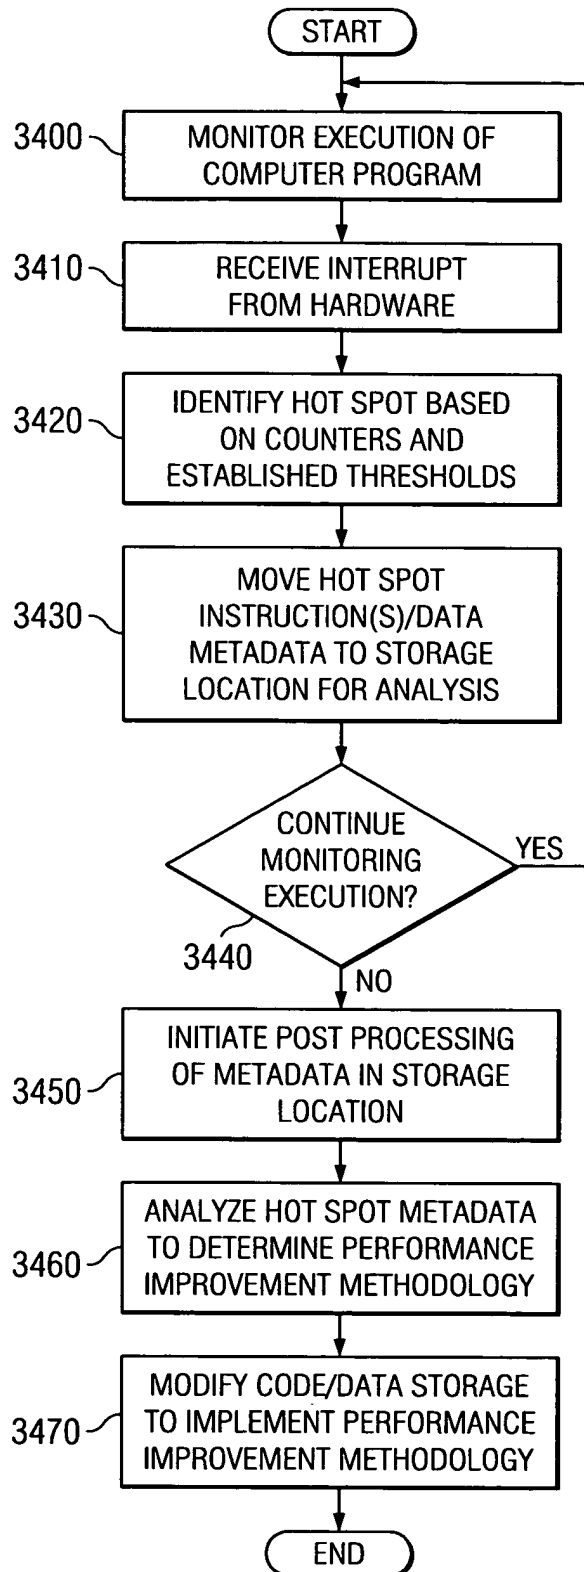 START
3400
MONITOR EXECUTION OF
COMPUTER PROGRAM
3410
RECEIVE INTERRUPT
FROM HARDWARE
3420
IDENTIFY HOT SPOT BASED
ON COUNTERS AND
ESTABLISHED THRESHOLDS
3430
MOVE HOT SPOT
INSTRUCTION(S)/DATA
METADATA TO STORAGE
LOCATION FOR ANALYSIS
CONTINUE
MONITORING
EXECUTION?
YES
3440
NO
3450
INITIATE POST PROCESSING
OF METADATA IN STORAGE
LOCATION
3460
ANALYZE HOT SPOT METADATA
TO DETERMINE PERFORMANCE
IMPROVEMENT METHODOLOGY
3470
MODIFY CODE/DATA STORAGE
TO IMPLEMENT PERFORMANCE
IMPROVEMENT METHODOLOGY
END